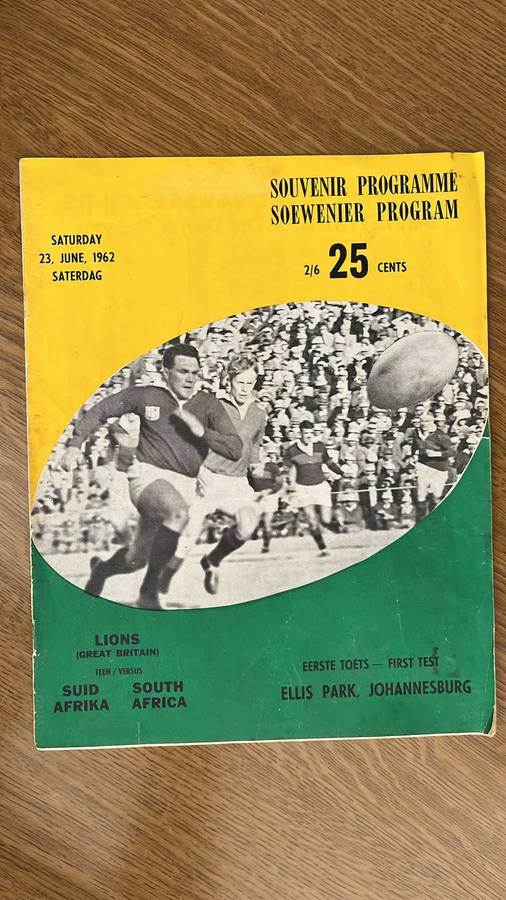 SOUVENIR PROGRAMME
SOEWENIER PROGRAM
SATURDAY
23, JUNE, 1962
SATERDAG
2/6 25 CENTS
LIONS
(GREAT BRITAIN)
TEEN / VERSUS
SUID SOUTH
AFRIKA AFRICA
EERSTE TOETS — FIRST TEST
ELLIS PARK, JOHANNESBURG